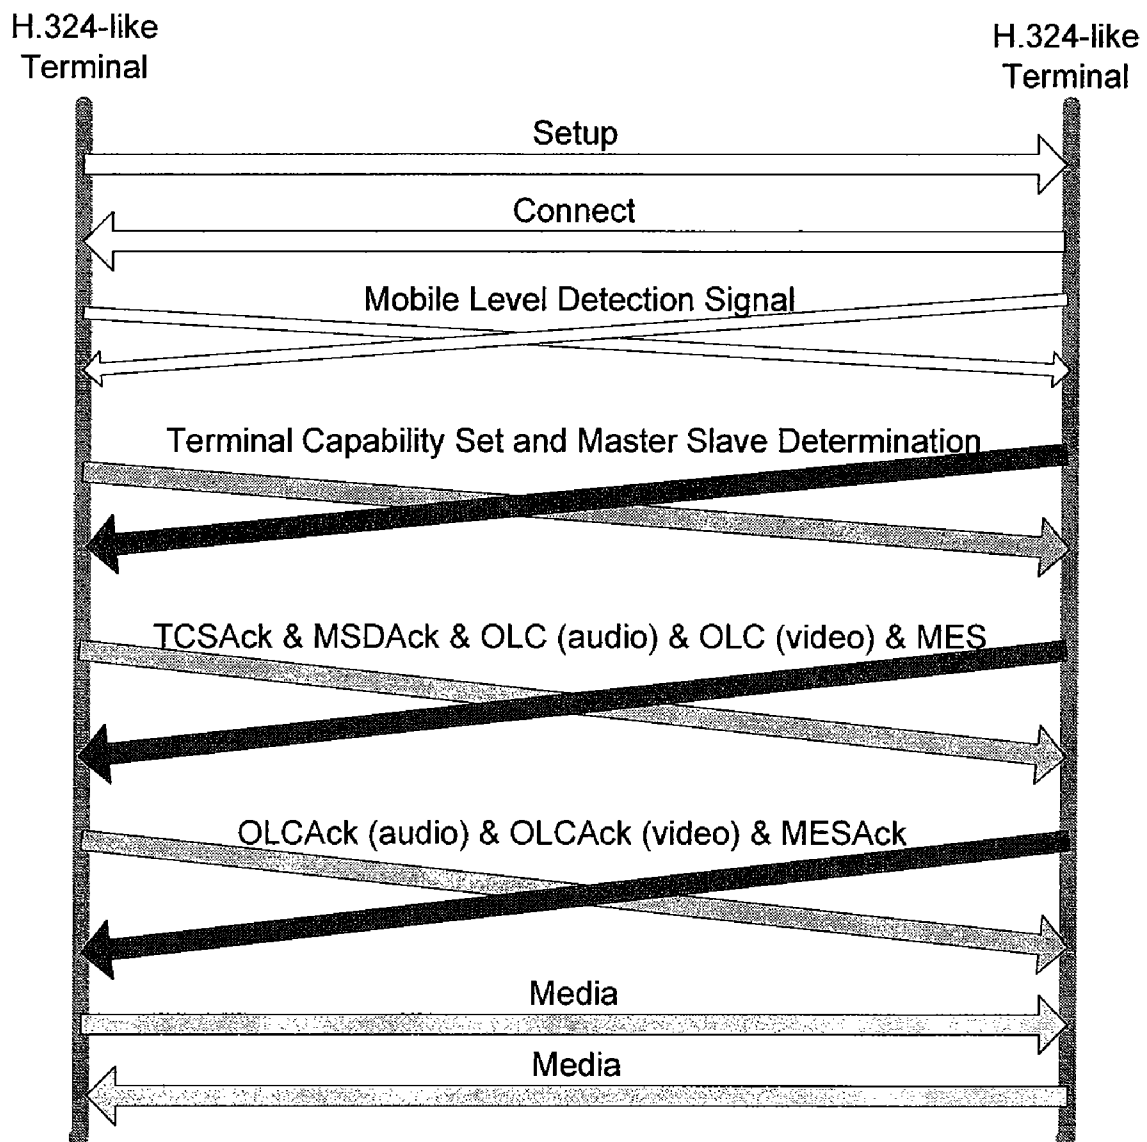 H.324-like
Terminal
H.324-like
Terminal
Setup
Connect
Mobile Level Detection Signal
Terminal Capability Set and Master Slave Determination
TCSAck & MSDAck & OLC (audio) & OLC (video) & MES
OLCAck (audio) & OLCAck (video) & MESAck
Media
Media